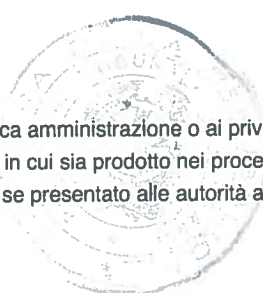 ca amministrazione o ai priv
in cui sia prodotto nei proce
se presentato alle autorità a